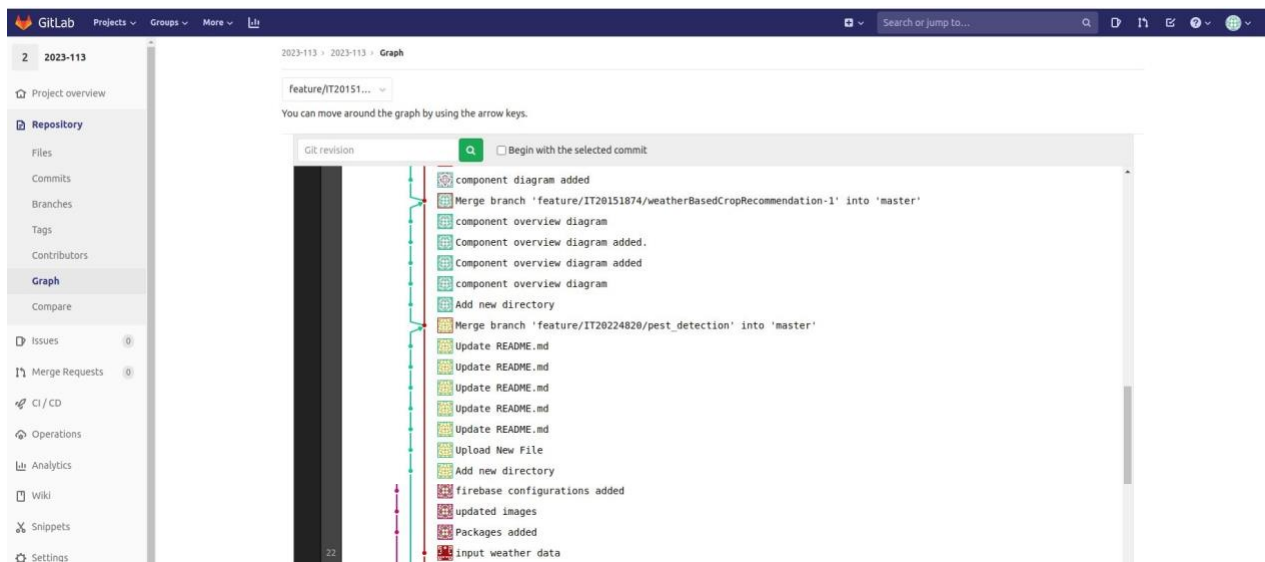 GitLab Projects Groups More Search or jump to...
2 2023-113
Project overview
Repository
Files
Commits
Branches
Tags
Contributors
Graph
Compare
Issues 0
Merge Requests 0
CI / CD
Operations
Analytics
Wiki
Snippets
Settings
2023-113 › 2023-113 › Graph
feature/IT20151...
You can move around the graph by using the arrow keys.
Git revision Begin with the selected commit
component diagram added
Merge branch 'feature/IT20151874/weatherBasedCropRecommendation-1' into 'master'
component overview diagram
Component overview diagram added.
Component overview diagram added
component overview diagram
Add new directory
Merge branch 'feature/IT20224820/pest_detection' into 'master'
Update README.md
Update README.md
Update README.md
Update README.md
Update README.md
Upload New File
Add new directory
firebase configurations added
updated images
Packages added
22 input weather data